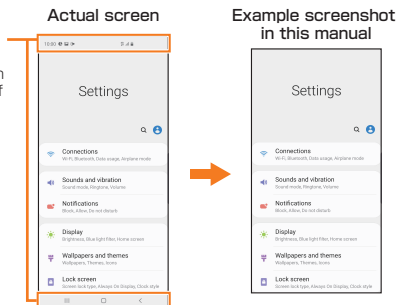 Actual screen
10:00
n
f
Settings
Connections
Wi-Fi, Bluetooth, Data usage, Airplane mode
Sounds and vibration
Sound mode, Ringtone, Volume
Notifications
Block, Allow, Do not disturb
Display
Brightness, Blue light filter, Home screen
Wallpapers and themes
Wallpapers, Themes, Icons
Lock screen
Screen lock type, Always On Display, Clock style
Example screenshot
in this manual
Settings
Connections
Wi-Fi, Bluetooth, Data usage, Airplane mode
Sounds and vibration
Sound mode, Ringtone, Volume
Notifications
Block, Allow, Do not disturb
Display
Brightness, Blue light filter, Home screen
Wallpapers and themes
Wallpapers, Themes, Icons
Lock screen
Screen lock type, Always On Display, Clock style